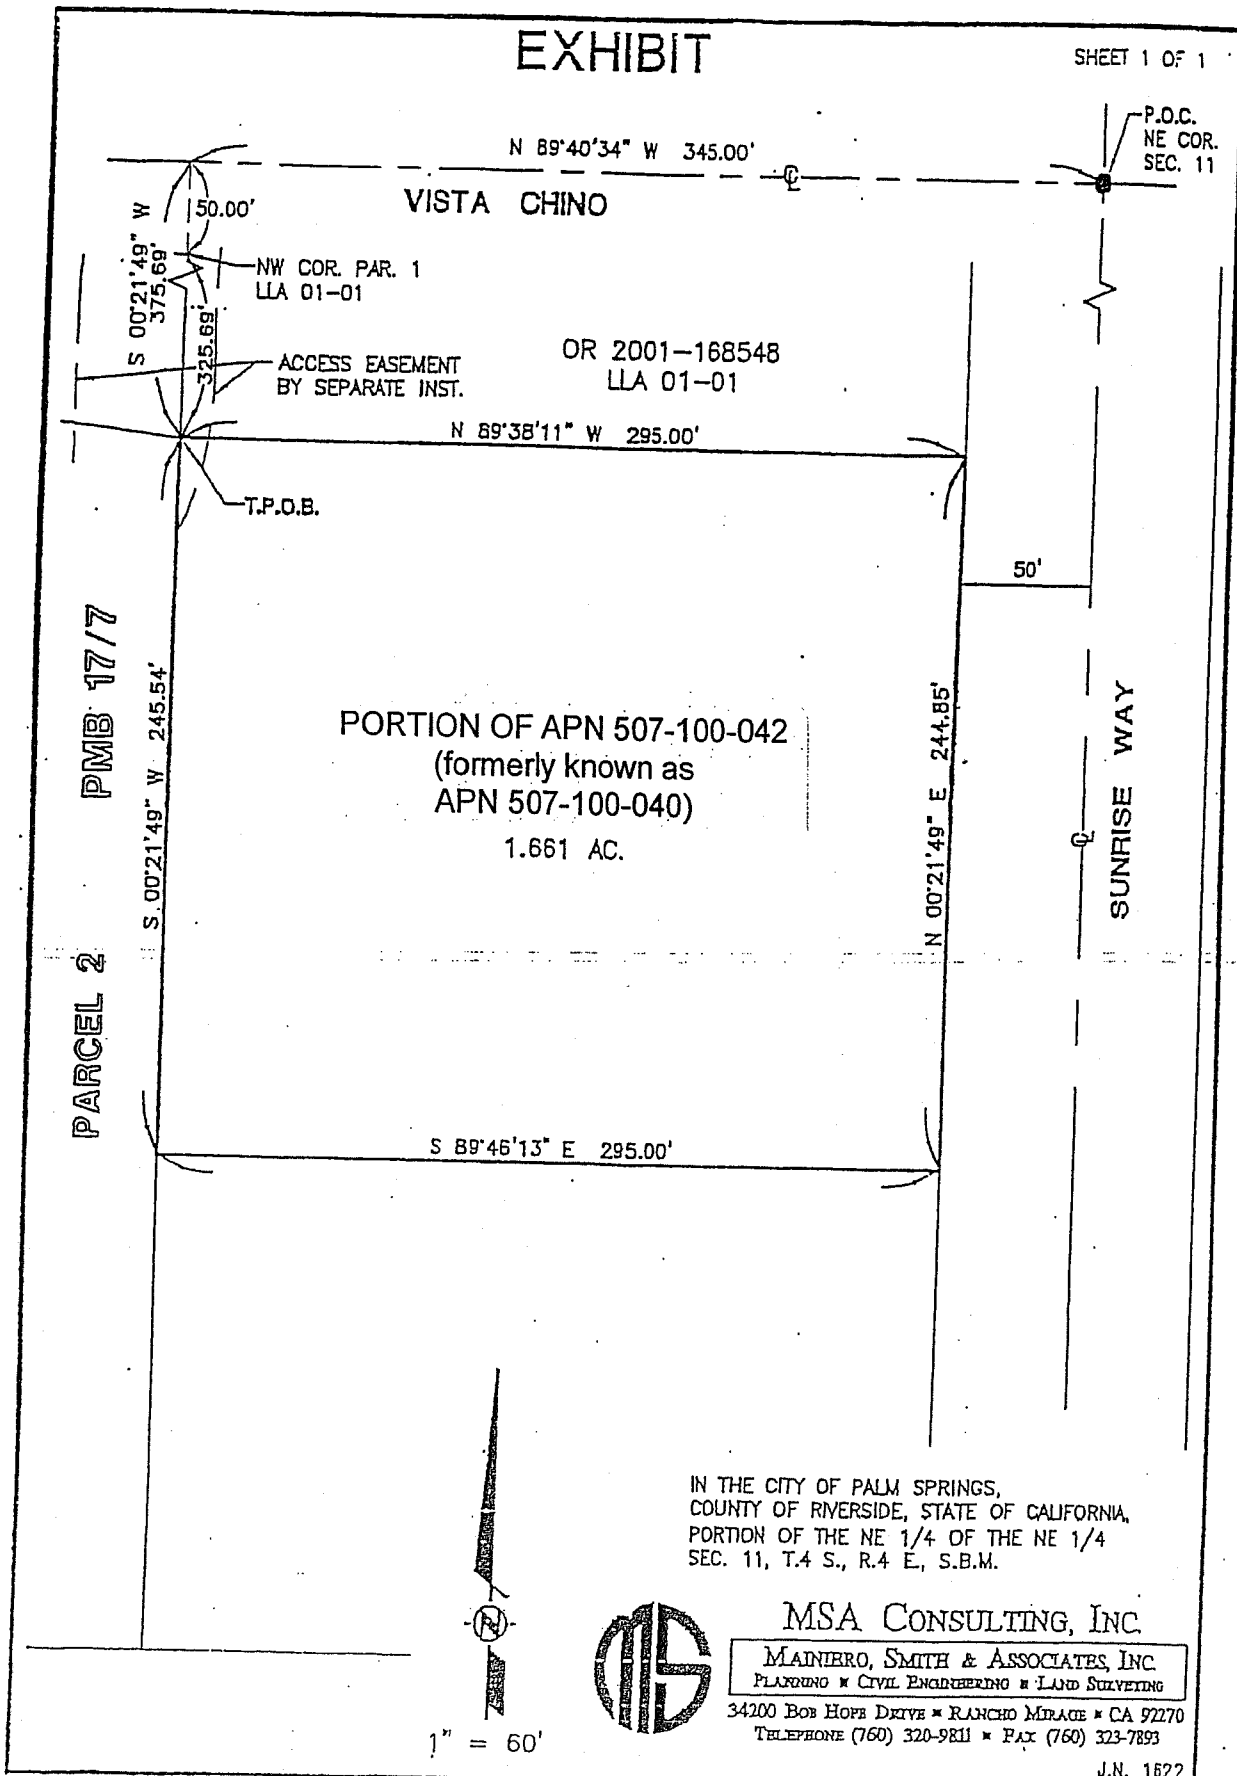 EXHIBIT
SHEET 1 OF 1
P.O.C.
NE COR.
SEC. 11
N 89°40'34" W 345.00'
℄
VISTA CHINO
50.00'
S 00°21'49" W
375.69'
NW COR. PAR. 1
LLA 01-01
325.69'
ACCESS EASEMENT
BY SEPARATE INST.
OR 2001-168548
LLA 01-01
N 89°38'11" W 295.00'
T.P.O.B.
50'
PARCEL 2 PMB 17/7
S 00°21'49" W 245.54'
PORTION OF APN 507-100-042
(formerly known as
APN 507-100-040)
1.661 AC.
N 00°21'49" E 244.85'
℄
SUNRISE WAY
S 89°46'13" E 295.00'
IN THE CITY OF PALM SPRINGS,
COUNTY OF RIVERSIDE, STATE OF CALIFORNIA,
PORTION OF THE NE 1/4 OF THE NE 1/4
SEC. 11, T.4 S., R.4 E., S.B.M.
N
1" = 60'
MSA CONSULTING, INC.
MAINIERO, SMITH & ASSOCIATES, INC.
PLANNING ■ CIVIL ENGINEERING ■ LAND SURVEYING
34200 BOB HOPE DRIVE ■ RANCHO MIRAGE ■ CA 92270
TELEPHONE (760) 320-9811 ■ FAX (760) 323-7893
J.N. 1622